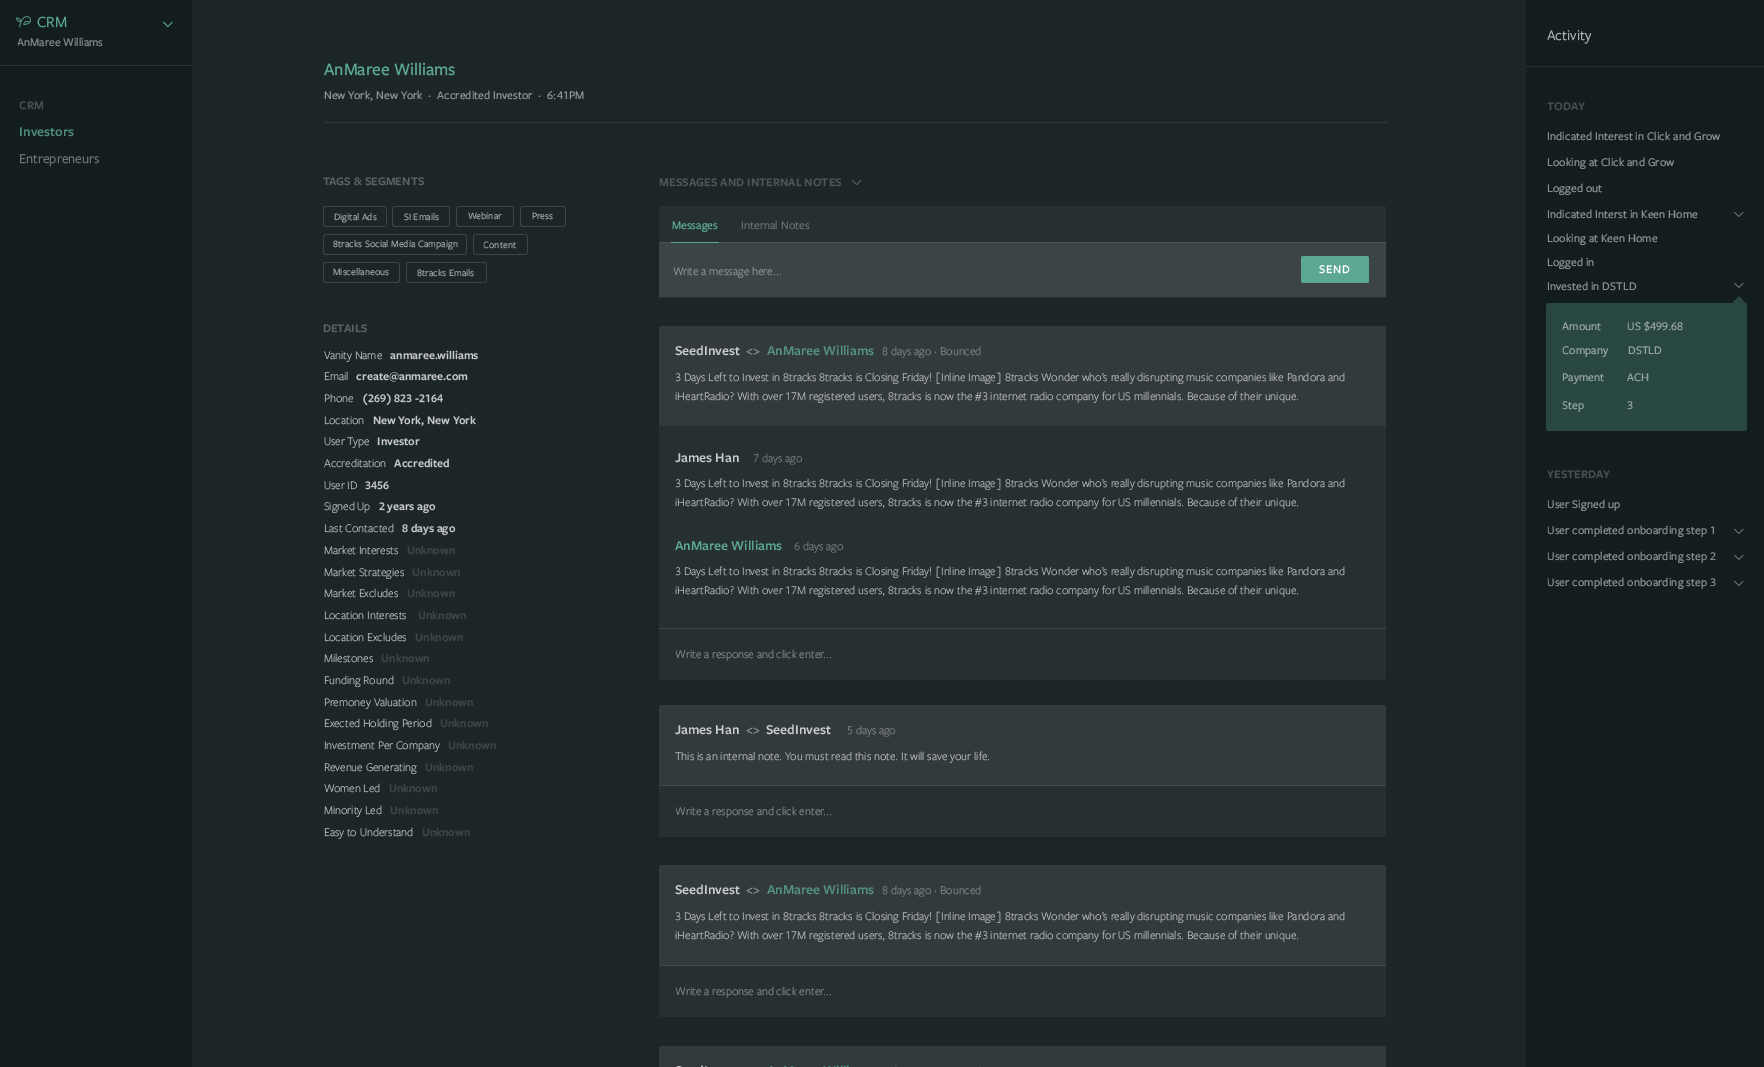 CRM
AnMaree Williams
CRM
Investors
Entrepreneurs
AnMaree Williams
New York, New York · Accredited Investor · 6:41PM
TAGS & SEGMENTS
Digital Ads
SI Emails
Webinar
Press
8tracks Social Media Campaign
Content
Miscellaneous
8tracks Emails
DETAILS
Vanity Name anmaree.williams
Email create@anmaree.com
Phone (269) 823 -2164
Location New York, New York
User Type Investor
Accreditation Accredited
User ID 3456
Signed Up 2 years ago
Last Contacted 8 days ago
Market Interests Unknown
Market Strategies Unknown
Market Excludes Unknown
Location Interests Unknown
Location Excludes Unknown
Milestones Unknown
Funding Round Unknown
Premoney Valuation Unknown
Exected Holding Period Unknown
Investment Per Company Unknown
Revenue Generating Unknown
Women Led Unknown
Minority Led Unknown
Easy to Understand Unknown
MESSAGES AND INTERNAL NOTES
Messages
Internal Notes
Write a message here...
SEND
SeedInvest <> AnMaree Williams 8 days ago · Bounced
3 Days Left to Invest in 8tracks 8tracks is Closing Friday! [Inline Image] 8tracks Wonder who's really disrupting music companies like Pandora and
iHeartRadio? With over 17M registered users, 8tracks is now the #3 internet radio company for US millennials. Because of their unique.
James Han 7 days ago
3 Days Left to Invest in 8tracks 8tracks is Closing Friday! [Inline Image] 8tracks Wonder who's really disrupting music companies like Pandora and
iHeartRadio? With over 17M registered users, 8tracks is now the #3 internet radio company for US millennials. Because of their unique.
AnMaree Williams 6 days ago
3 Days Left to Invest in 8tracks 8tracks is Closing Friday! [Inline Image] 8tracks Wonder who's really disrupting music companies like Pandora and
iHeartRadio? With over 17M registered users, 8tracks is now the #3 internet radio company for US millennials. Because of their unique.
Write a response and click enter...
James Han <> SeedInvest 5 days ago
This is an internal note. You must read this note. It will save your life.
Write a response and click enter...
SeedInvest <> AnMaree Williams 8 days ago · Bounced
3 Days Left to Invest in 8tracks 8tracks is Closing Friday! [Inline Image] 8tracks Wonder who's really disrupting music companies like Pandora and
iHeartRadio? With over 17M registered users, 8tracks is now the #3 internet radio company for US millennials. Because of their unique.
Write a response and click enter...
Activity
TODAY
Indicated Interest in Click and Grow
Looking at Click and Grow
Logged out
Indicated Interst in Keen Home
Looking at Keen Home
Logged in
Invested in DSTLD
Amount US $499.68
Company DSTLD
Payment ACH
Step 3
YESTERDAY
User Signed up
User completed onboarding step 1
User completed onboarding step 2
User completed onboarding step 3